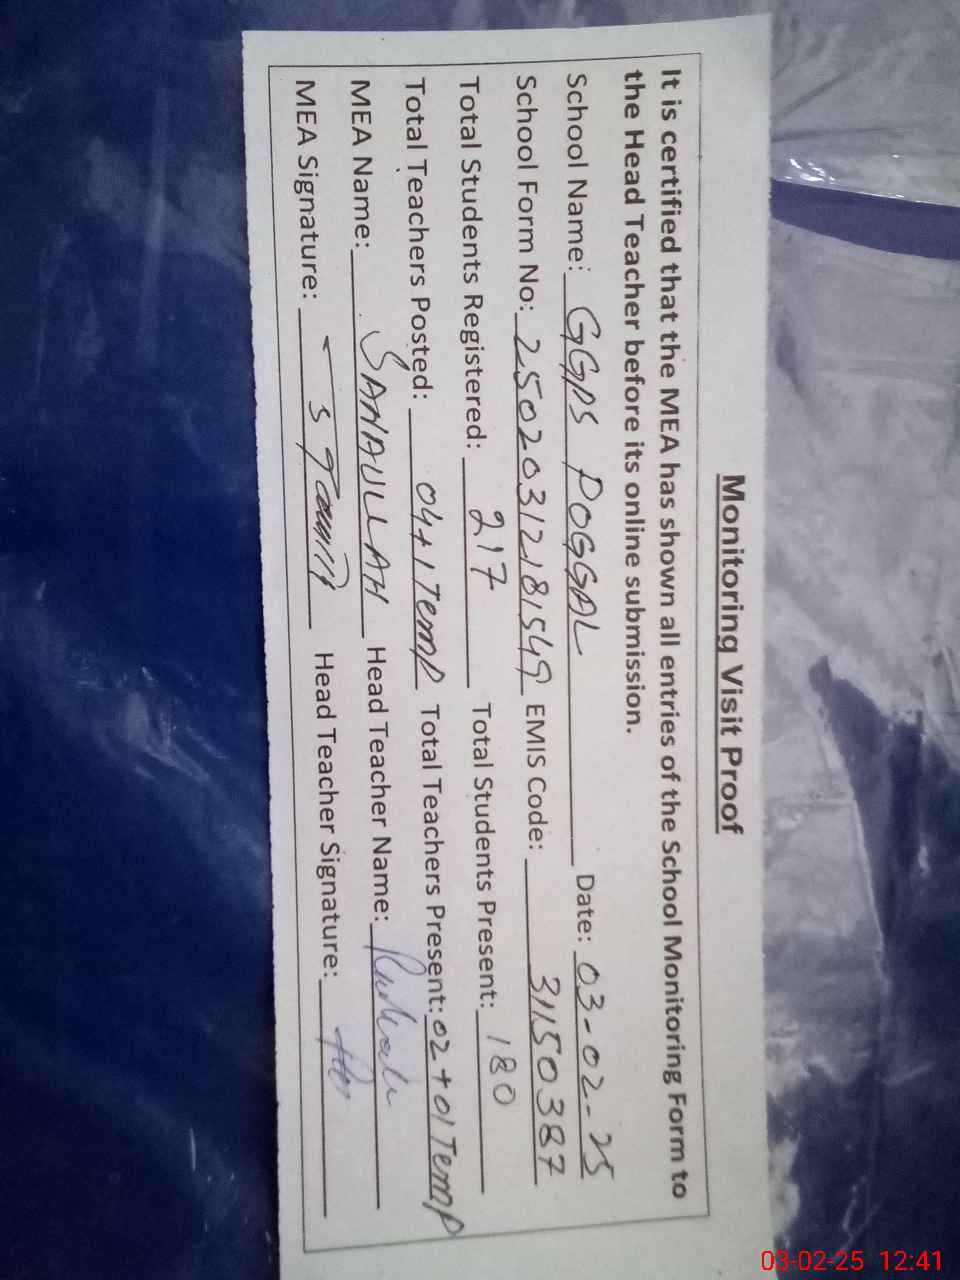 Monitoring Visit Proof
It is certified that the MEA has shown all entries of the School Monitoring Form to
the Head Teacher before its online submission.
School Name: GGPS POGGAL Date: 03-02-25
School Form No: 25020312181549 EMIS Code: 31150387
Total Students Registered: 217 Total Students Present: 180
Total Teachers Posted: 04+1 Temp Total Teachers Present: 02+01 Temp
MEA Name: SANAULLAH Head Teacher Name:
MEA Signature: Head Teacher Signature:
03-02-25 12:41